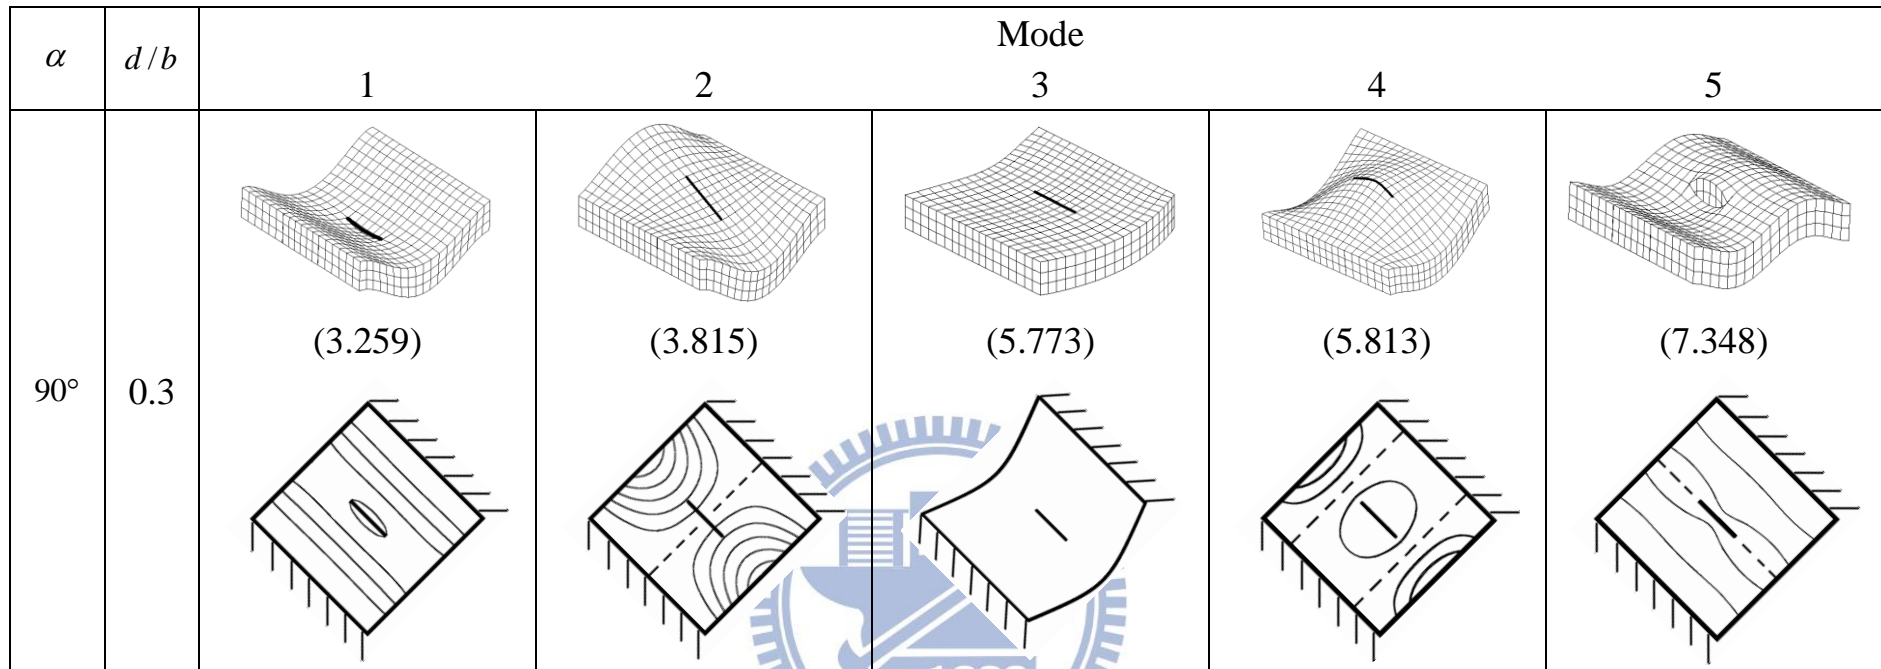 Mode
α d/b
1 2 3 4 5
(3.259) (3.815) (5.773) (5.813) (7.348)
90° 0.3